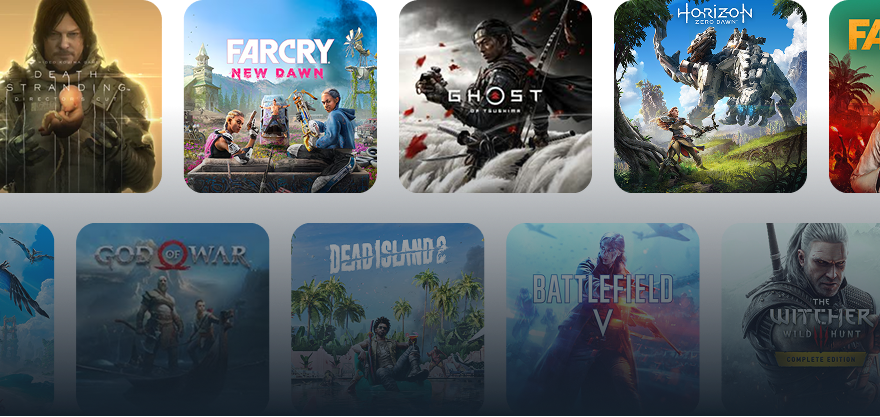 DEATH
STRANDING
DIRECTOR'S CUT
FARCRY
NEW DAWN
GHOST
OF TSUSHIMA
HORIZON
ZERO DAWN
FA
GOD OF WAR
DEAD ISLAND 2
BATTLEFIELD
V
THE
WITCHER
WILD HUNT
COMPLETE EDITION